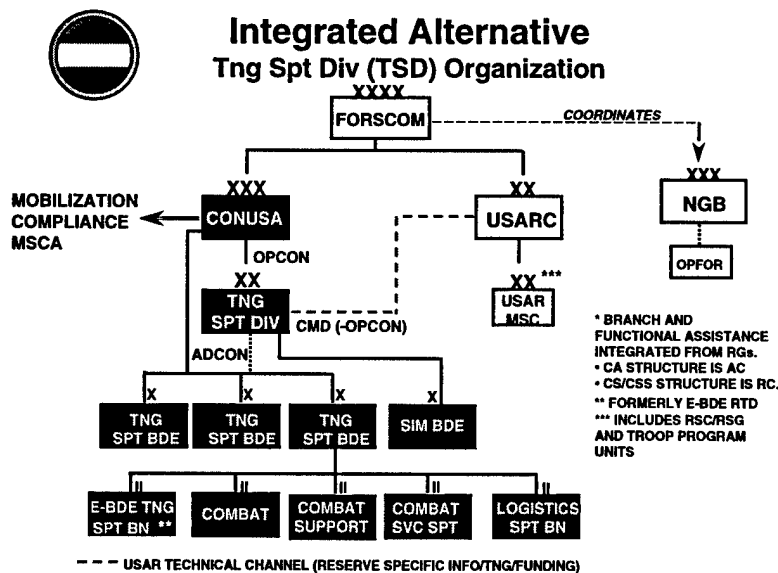 Integrated Alternative
Tng Spt Div (TSD) Organization
XXXX
FORSCOM
COORDINATES
XXX
CONUSA
XX
USARC
XXX
NGB
MOBILIZATION
COMPLIANCE
MSCA
OPCON
OPFOR
XX
TNG
SPT DIV
CMD (-OPCON)
XX ***
USAR
MSC
ADCON
* BRANCH AND
FUNCTIONAL ASSISTANCE
INTEGRATED FROM RGs.
• CA STRUCTURE IS AC
• CS/CSS STRUCTURE IS RC.
** FORMERLY E-BDE RTD
*** INCLUDES RSC/RSG
AND TROOP PROGRAM
UNITS
X
TNG
SPT BDE
X
TNG
SPT BDE
X
TNG
SPT BDE
X
SIM BDE
II
E-BDE TNG
SPT BN **
II
COMBAT
II
COMBAT
SUPPORT
II
COMBAT
SVC SPT
II
LOGISTICS
SPT BN
--- USAR TECHNICAL CHANNEL (RESERVE SPECIFIC INFO/TNG/FUNDING)